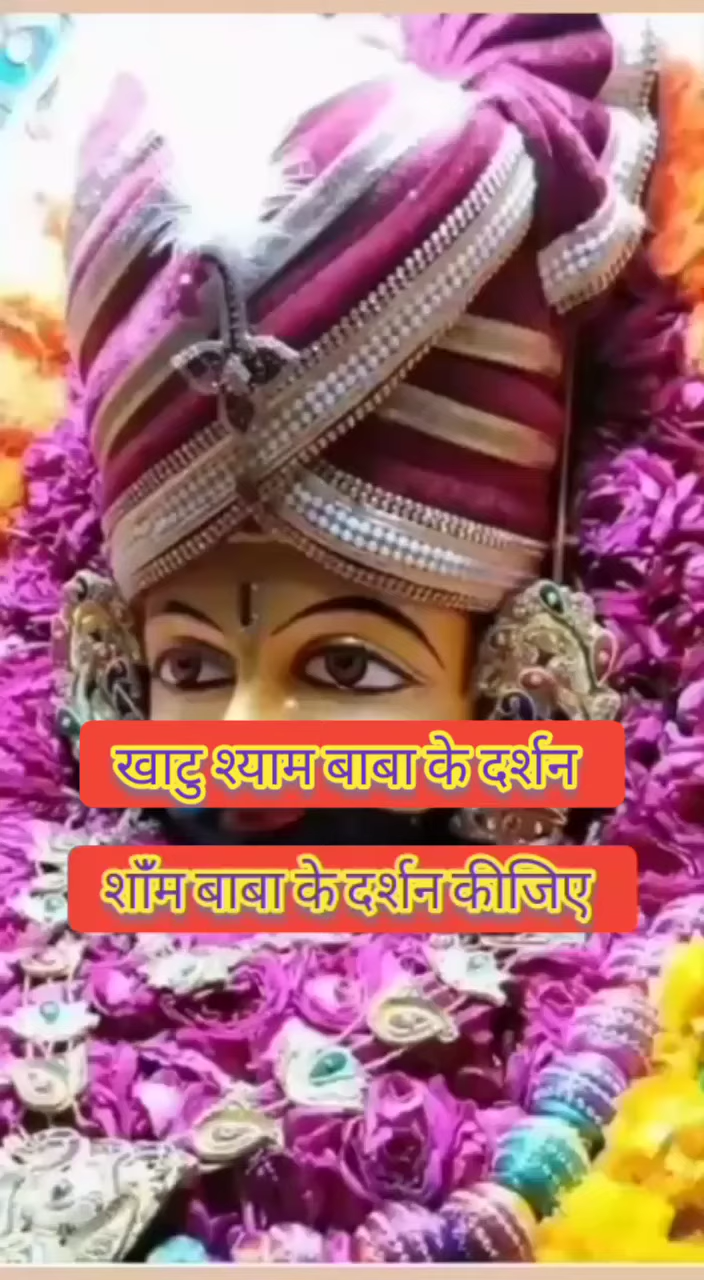 खाटु श्याम बाबा के दर्शन
शाँम बाबा के दर्शन कीजिए